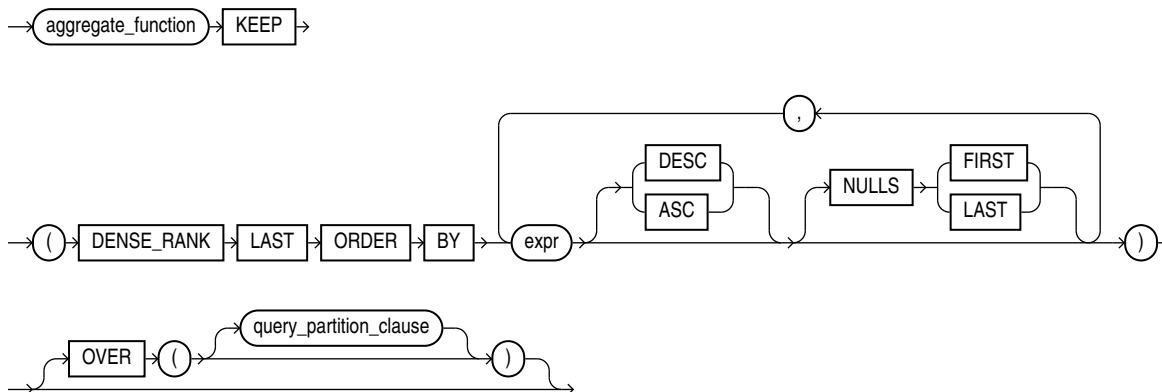 aggregate_function KEEP
,
DESC FIRST
NULLS
ASC LAST
( DENSE_RANK LAST ORDER BY expr )
query_partition_clause
OVER ( )